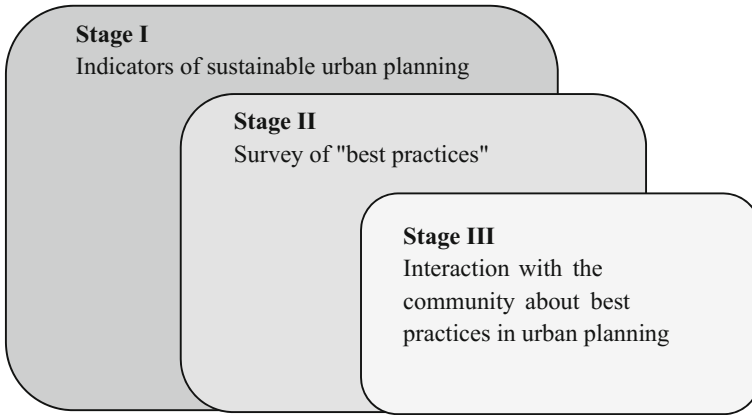 Stage I
Indicators of sustainable urban planning
Stage II
Survey of "best practices"
Stage III
Interaction with the
community about best
practices in urban planning